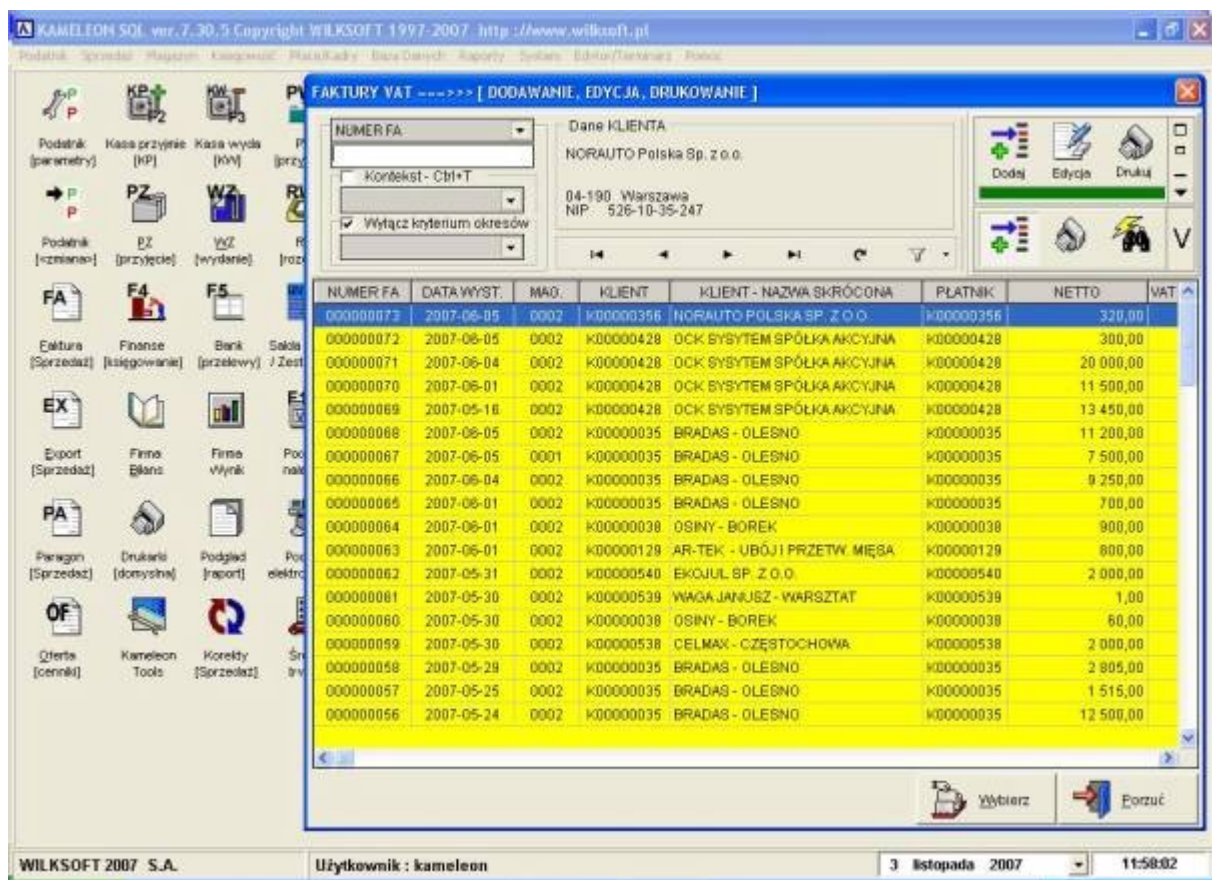 KAMELEON SQL ver.7.30.5 Copyright WILKSOFT 1997-2007 http://www.wilksoft.pl
Podatnik Sprzedaż Magazyn Księgowość Płace/Kadry Baza Danych Raporty System Edytor/Terminarz Pomoc
FAKTURY VAT --->>> [ DODAWANIE, EDYCJA, DRUKOWANIE ]
NUMER FA
Kontekst - Ctrl+T
Wyłącz kryterium okresów
Dane KLIENTA
NORAUTO Polska Sp. z o.o.
04-190 Warszawa
NIP 526-10-35-247
Dodaj Edycja Drukuj
V
Podatnik [parametry]
Kasa przyjmie [KP]
Kasa wyda [KW]
Podatnik [<zmiana>]
PZ [przyjęcie]
WZ [wydanie]
Faktura [Sprzedaż]
Finanse [księgowanie]
Bank [przelewy]
Export [Sprzedaż]
Firma Bilans
Firma Wynik
Paragon [Sprzedaż]
Drukarki [domyślna]
Podgląd [raport]
Oferta [cenniki]
Kameleon Tools
Korekty [Sprzedaż]
NUMER FA DATA WYST. MAG. KLIENT KLIENT - NAZWA SKRÓCONA PŁATNIK NETTO VAT
000000073 2007-06-05 0002 K00000356 NORAUTO POLSKA SP. Z O.O. K00000356 320,00
000000072 2007-06-05 0002 K00000428 OCK SYSYTEM SPÓŁKA AKCYJNA K00000428 300,00
000000071 2007-06-04 0002 K00000428 OCK SYSYTEM SPÓŁKA AKCYJNA K00000428 20 000,00
000000070 2007-06-01 0002 K00000428 OCK SYSYTEM SPÓŁKA AKCYJNA K00000428 11 500,00
000000069 2007-05-16 0002 K00000428 OCK SYSYTEM SPÓŁKA AKCYJNA K00000428 13 450,00
000000068 2007-06-05 0002 K00000035 BRADAS - OLESNO K00000035 11 200,00
000000067 2007-06-05 0001 K00000035 BRADAS - OLESNO K00000035 7 500,00
000000066 2007-06-04 0002 K00000035 BRADAS - OLESNO K00000035 9 250,00
000000065 2007-06-01 0002 K00000035 BRADAS - OLESNO K00000035 700,00
000000064 2007-06-01 0002 K00000038 OSINY - BOREK K00000038 900,00
000000063 2007-06-01 0002 K00000129 AR-TEK - UBÓJ I PRZETW. MIĘSA K00000129 800,00
000000062 2007-05-31 0002 K00000540 EKOJUL SP. Z O.O. K00000540 2 000,00
000000061 2007-05-30 0002 K00000539 WAGA JANUSZ - WARSZTAT K00000539 1,00
000000060 2007-05-30 0002 K00000038 OSINY - BOREK K00000038 60,00
000000059 2007-05-30 0002 K00000538 CELMAX - CZĘSTOCHOWA K00000538 2 000,00
000000058 2007-05-29 0002 K00000035 BRADAS - OLESNO K00000035 2 805,00
000000057 2007-05-25 0002 K00000035 BRADAS - OLESNO K00000035 1 515,00
000000056 2007-05-24 0002 K00000035 BRADAS - OLESNO K00000035 12 500,00
Wybierz Porzuć
WILKSOFT 2007 S.A. Użytkownik : kameleon 3 listopada 2007 11:58:02